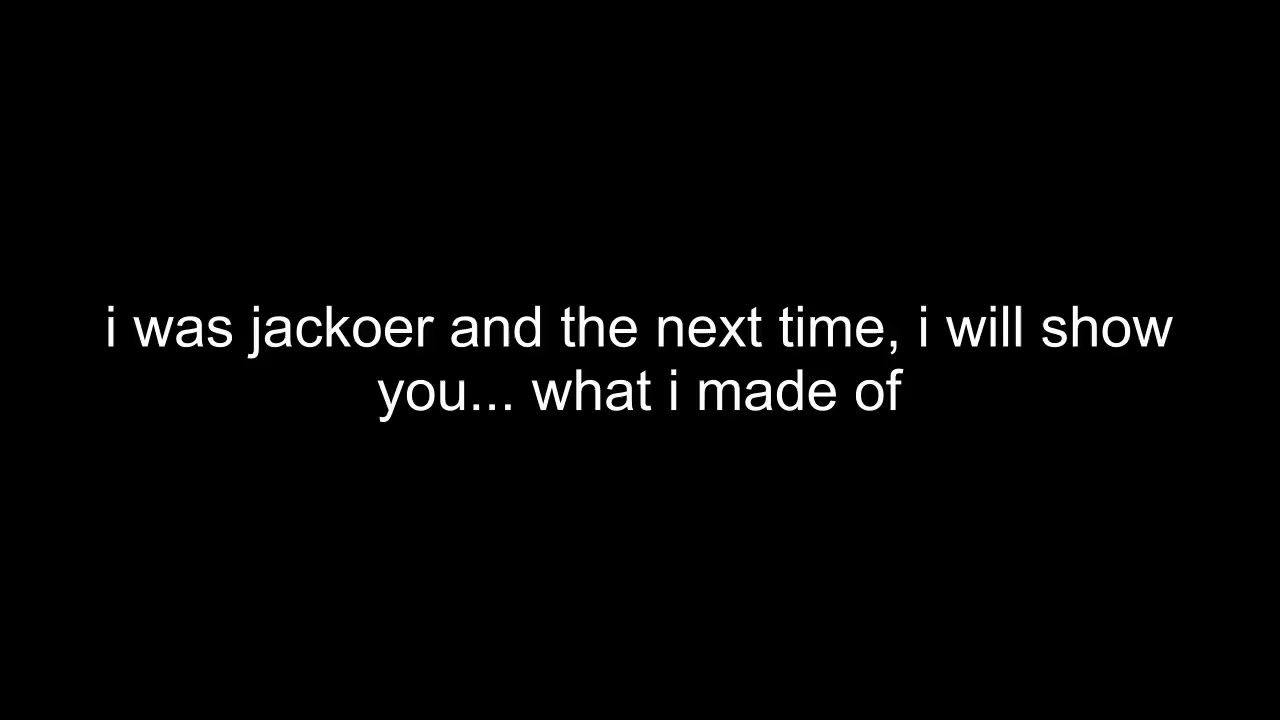 i was jackoer and the next time, i will show
you... what i made of